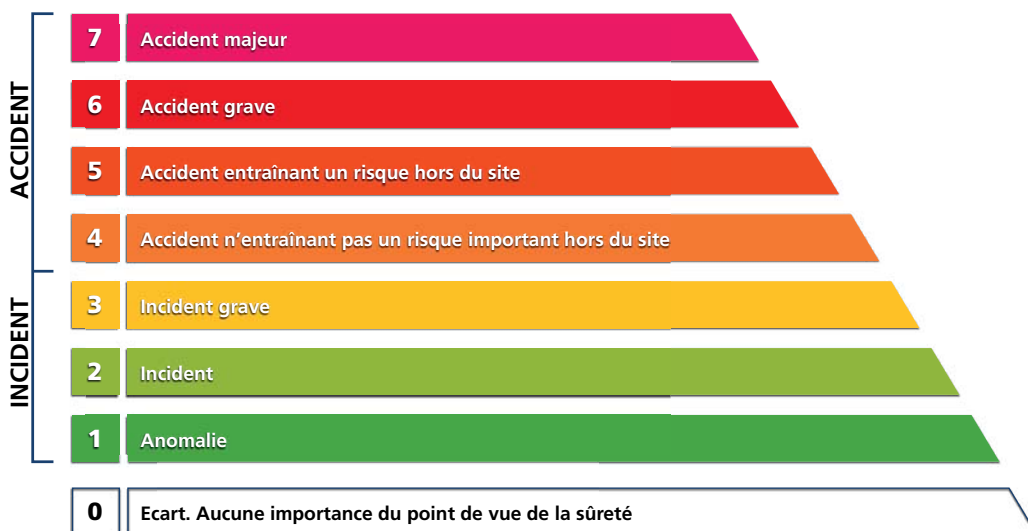 ACCIDENT
7 Accident majeur
6 Accident grave
5 Accident entraînant un risque hors du site
4 Accident n’entraînant pas un risque important hors du site
INCIDENT
3 Incident grave
2 Incident
1 Anomalie
0 Ecart. Aucune importance du point de vue de la sûreté